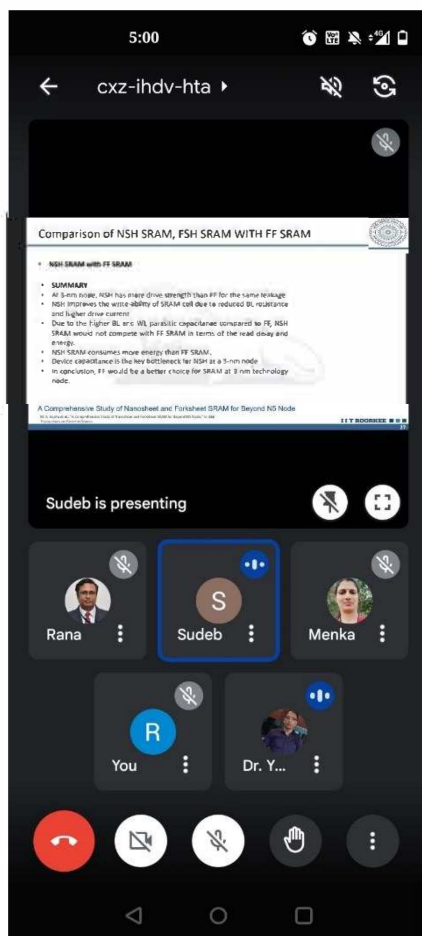 5:00
Vo
LTE
4G
cxz-ihdv-hta
Comparison of NSH SRAM, FSH SRAM WITH FF SRAM
• NSH SRAM with FF SRAM
• SUMMARY
• At 3-nm node, NSH has more drive strength than FF for the same leakage
• NSH improves the write-ability of SRAM cell due to reduced BL resistance
and higher drive current
• Due to the higher BL and WL parasitic capacitance compared to FF, NSH
SRAM would not compete with FF SRAM in terms of the read delay and
energy.
• NSH SRAM consumes more energy than FF SRAM.
• Device capacitance is the key bottleneck for NSH at a 3-nm node
• In conclusion, FF would be a better choice for SRAM at 3 nm technology
node.
A Comprehensive Study of Nanosheet and Forksheet SRAM for Beyond N5 Node
IIT ROORKEE
Sudeb is presenting
Rana
S
Sudeb
Menka
R
You
Dr. Y...